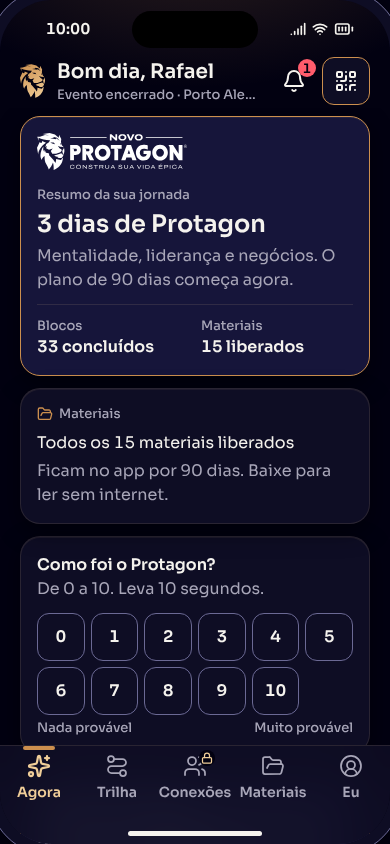 10:00
Bom dia, Rafael
1
Evento encerrado · Porto Ale...
NOVO
PROTAGON
CONSTRUA SUA VIDA ÉPICA
Resumo da sua jornada
3 dias de Protagon
Mentalidade, liderança e negócios. O
plano de 90 dias começa agora.
Blocos
Materiais
33 concluídos
15 liberados
Materiais
Todos os 15 materiais liberados
Ficam no app por 90 dias. Baixe para
ler sem internet.
Como foi o Protagon?
De 0 a 10. Leva 10 segundos.
0 1 2 3 4 5
6 7 8 9 10
Nada provável
Muito provável
Agora Trilha Conexões Materiais Eu